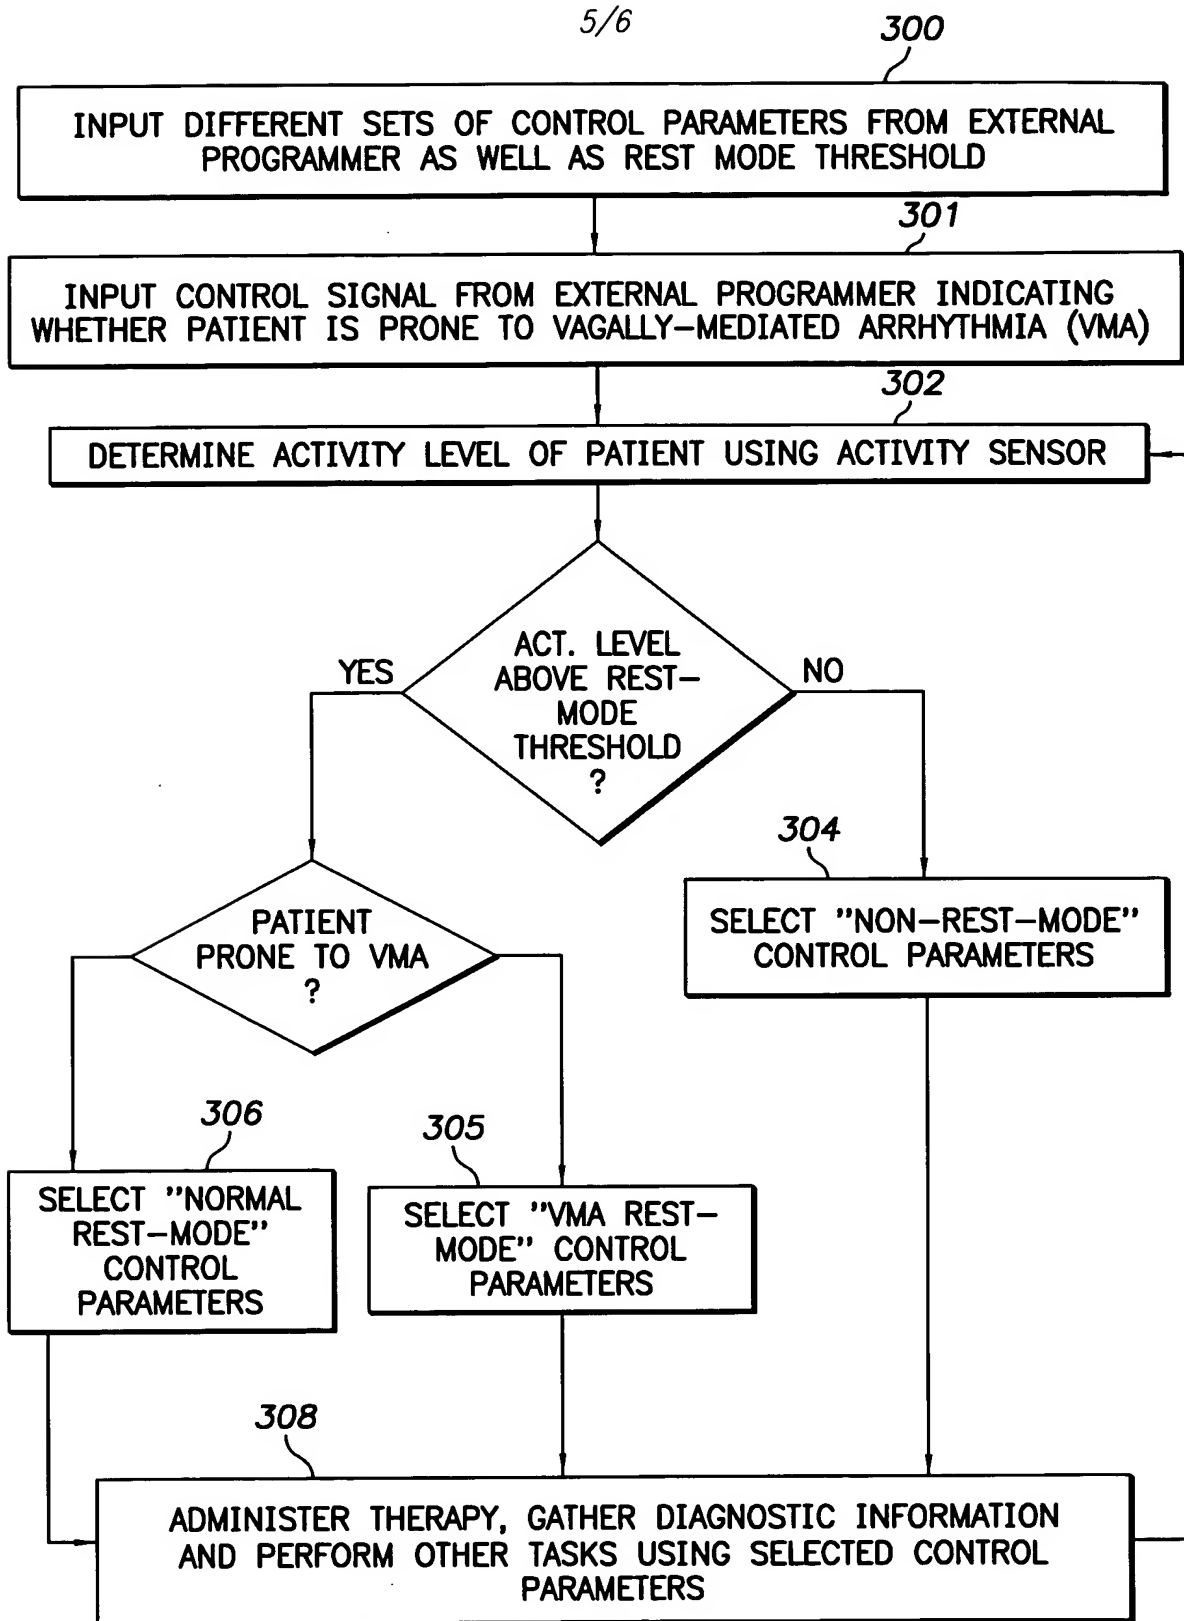 5/6
300
INPUT DIFFERENT SETS OF CONTROL PARAMETERS FROM EXTERNAL
PROGRAMMER AS WELL AS REST MODE THRESHOLD
301
INPUT CONTROL SIGNAL FROM EXTERNAL PROGRAMMER INDICATING
WHETHER PATIENT IS PRONE TO VAGALLY-MEDIATED ARRHYTHMIA (VMA)
302
DETERMINE ACTIVITY LEVEL OF PATIENT USING ACTIVITY SENSOR
ACT. LEVEL
ABOVE REST-
MODE
THRESHOLD
?
YES
NO
304
SELECT "NON-REST-MODE"
CONTROL PARAMETERS
PATIENT
PRONE TO VMA
?
306
SELECT "NORMAL
REST-MODE"
CONTROL
PARAMETERS
305
SELECT "VMA REST-
MODE" CONTROL
PARAMETERS
308
ADMINISTER THERAPY, GATHER DIAGNOSTIC INFORMATION
AND PERFORM OTHER TASKS USING SELECTED CONTROL
PARAMETERS